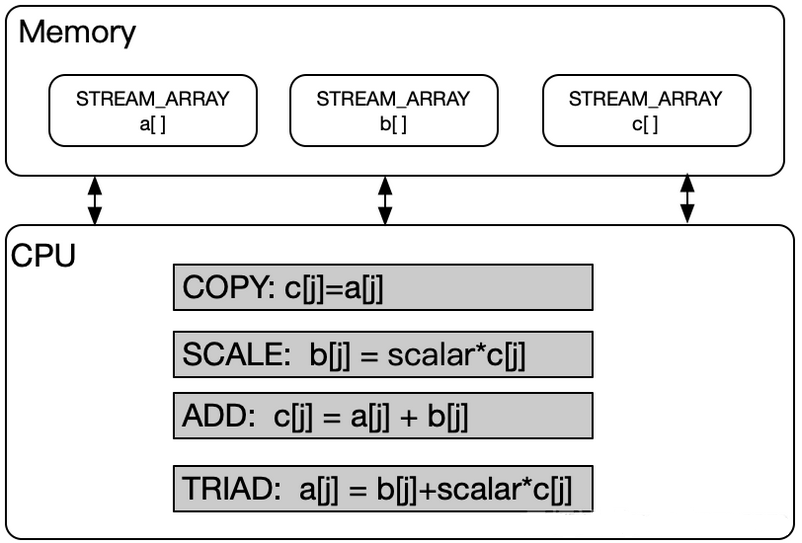 Memory
STREAM_ARRAY
a[ ]
STREAM_ARRAY
b[ ]
STREAM_ARRAY
c[ ]
CPU
COPY: c[j]=a[j]
SCALE:  b[j] = scalar*c[j]
ADD:  c[j] = a[j] + b[j]
TRIAD:  a[j] = b[j]+scalar*c[j]